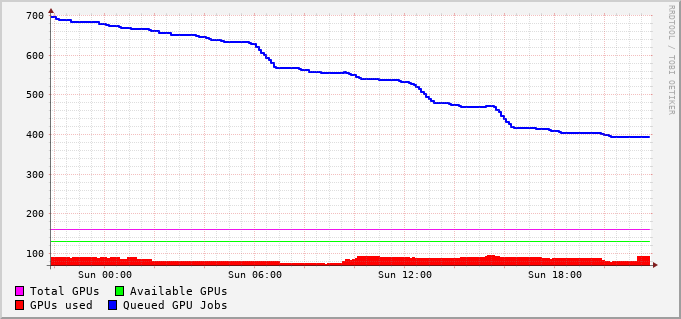 700
600
500
400
300
200
100
Sun 00:00 Sun 06:00 Sun 12:00 Sun 18:00
Total GPUs Available GPUs
GPUs used Queued GPU Jobs
RRDTOOL / TOBI OETIKER